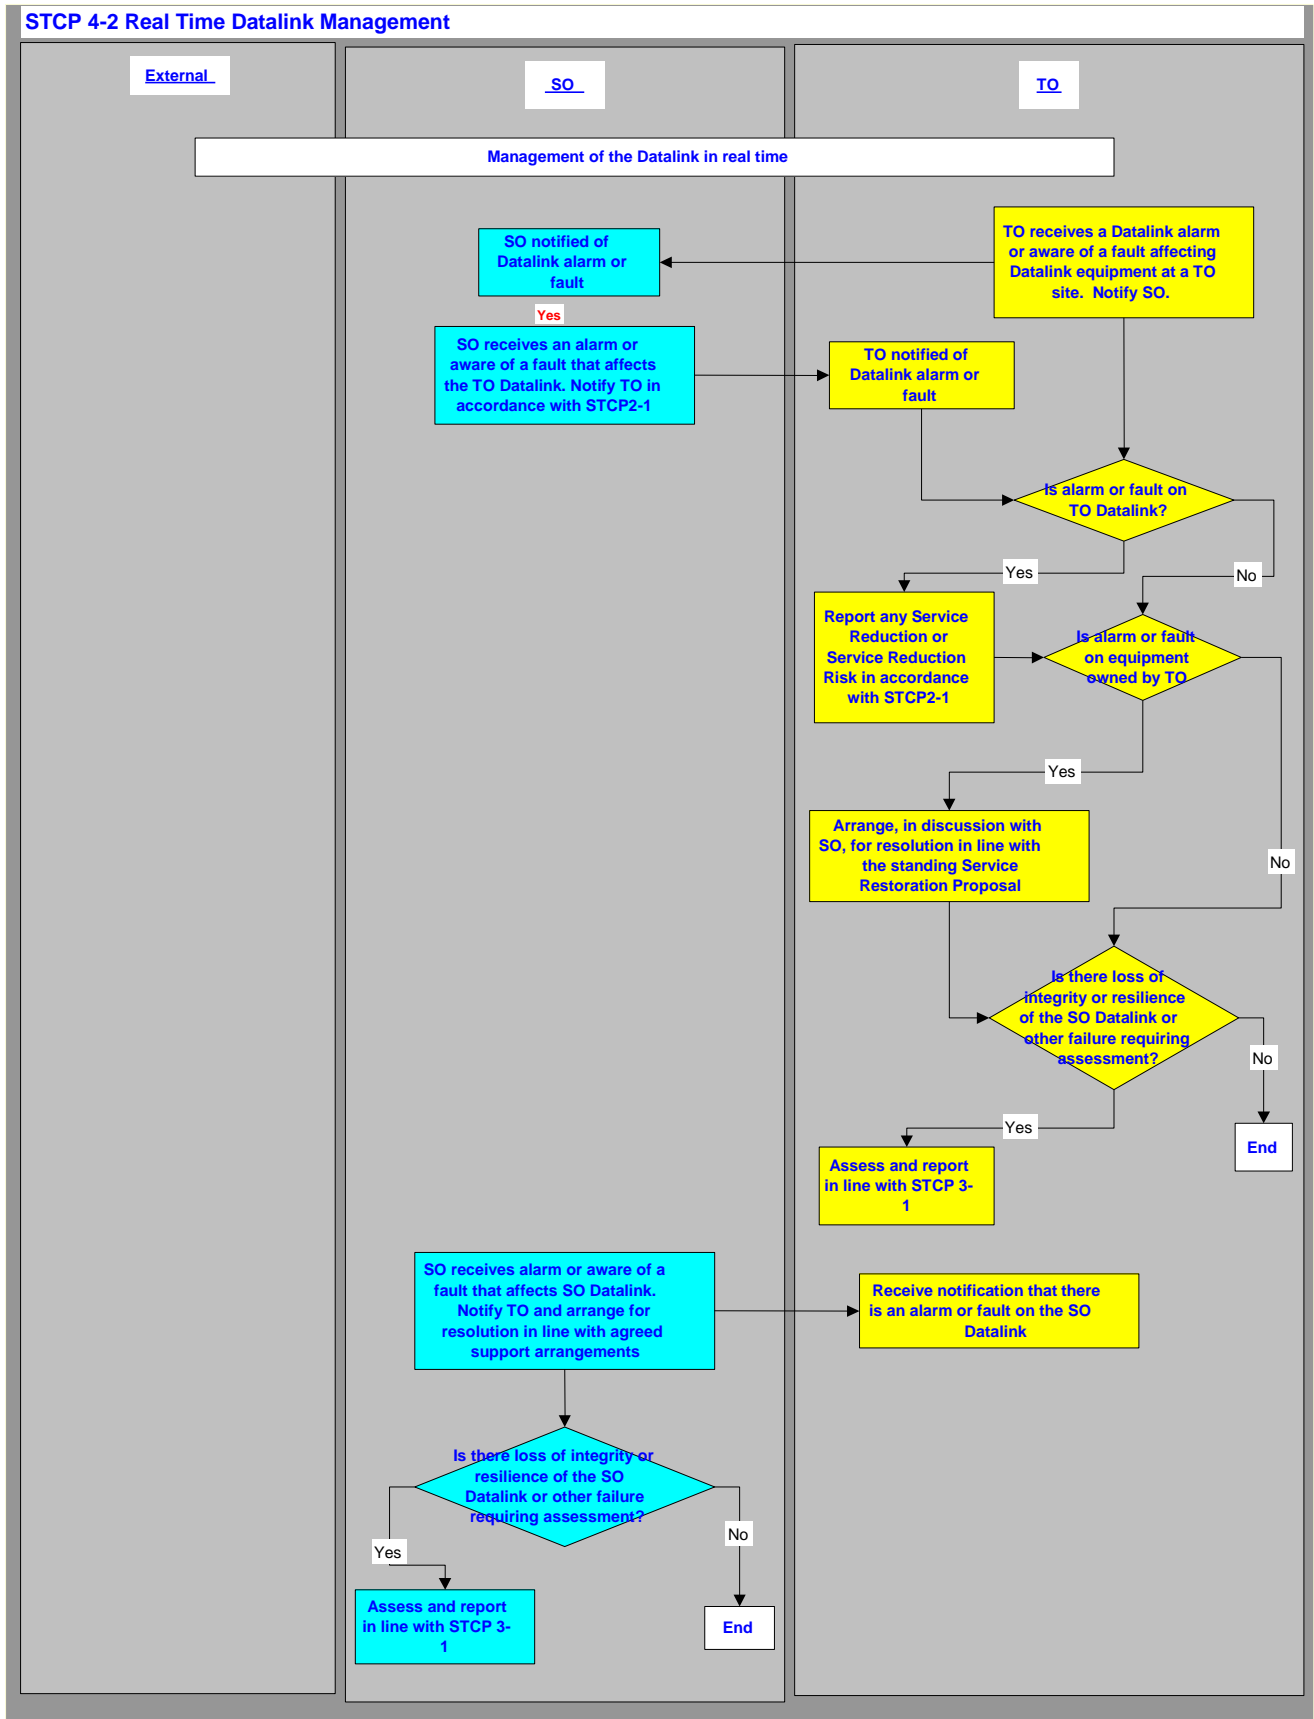 STCP 4-2 Real Time Datalink Management
External
SO
TO
Management of the Datalink in real time
SO notified of
Datalink alarm or
fault
TO receives a Datalink alarm
or aware of a fault affecting
Datalink equipment at a TO
site. Notify SO.
Yes
SO receives an alarm or
aware of a fault that affects
the TO Datalink. Notify TO in
accordance with STCP2-1
TO notified of
Datalink alarm or
fault
Is alarm or fault on
TO Datalink?
Yes
No
Report any Service
Reduction or
Service Reduction
Risk in accordance
with STCP2-1
Is alarm or fault
on equipment
owned by TO
Yes
Arrange, in discussion with
SO, for resolution in line with
the standing Service
Restoration Proposal
No
Is there loss of
integrity or resilience
of the SO Datalink or
other failure requiring
assessment?
No
Yes
End
Assess and report
in line with STCP 3-
1
SO receives alarm or aware of a
fault that affects SO Datalink.
Notify TO and arrange for
resolution in line with agreed
support arrangements
Receive notification that there
is an alarm or fault on the SO
Datalink
Is there loss of integrity or
resilience of the SO
Datalink or other failure
requiring assessment?
Yes
No
Assess and report
in line with STCP 3-
1
End